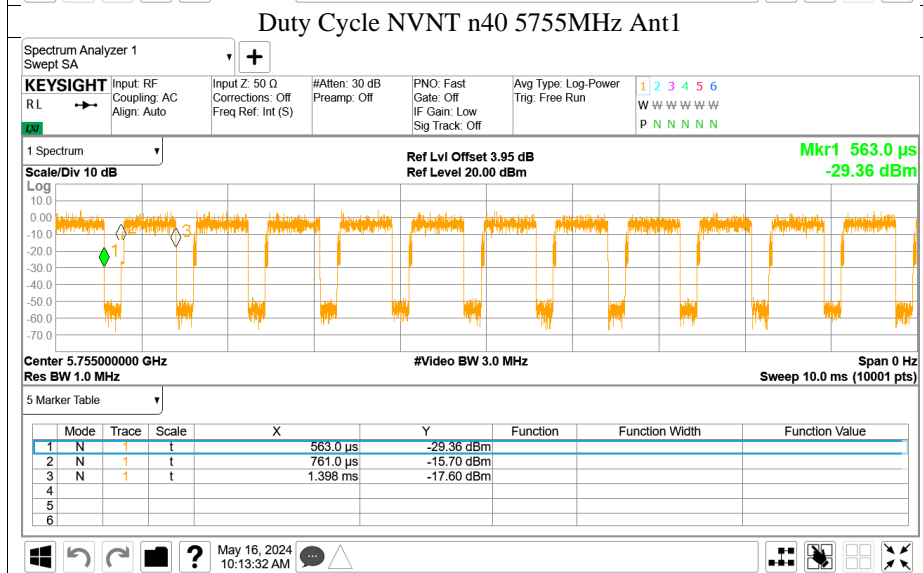 Duty Cycle NVNT n40 5755MHz Ant1
Spectrum Analyzer 1
Swept SA
KEYSIGHT Input: RF Input Z: 50 Ω #Atten: 30 dB PNO: Fast Avg Type: Log-Power 1 2 3 4 5 6
R L Coupling: AC Corrections: Off Preamp: Off Gate: Off Trig: Free Run W W W W W W
Align: Auto Freq Ref: Int (S) IF Gain: Low
LXI Sig Track: Off P N N N N N
1 Spectrum Ref Lvl Offset 3.95 dB Mkr1 563.0 µs
Scale/Div 10 dB Ref Level 20.00 dBm -29.36 dBm
Log
10.0
0.00
-10.0
-20.0
-30.0
-40.0
-50.0
-60.0
-70.0
1
2
3
Center 5.755000000 GHz #Video BW 3.0 MHz Span 0 Hz
Res BW 1.0 MHz Sweep 10.0 ms (10001 pts)
5 Marker Table
Mode Trace Scale X Y Function Function Width Function Value
1 N 1 t 563.0 µs -29.36 dBm
2 N 1 t 761.0 µs -15.70 dBm
3 N 1 t 1.398 ms -17.60 dBm
4
5
6
? May 16, 2024
10:13:32 AM